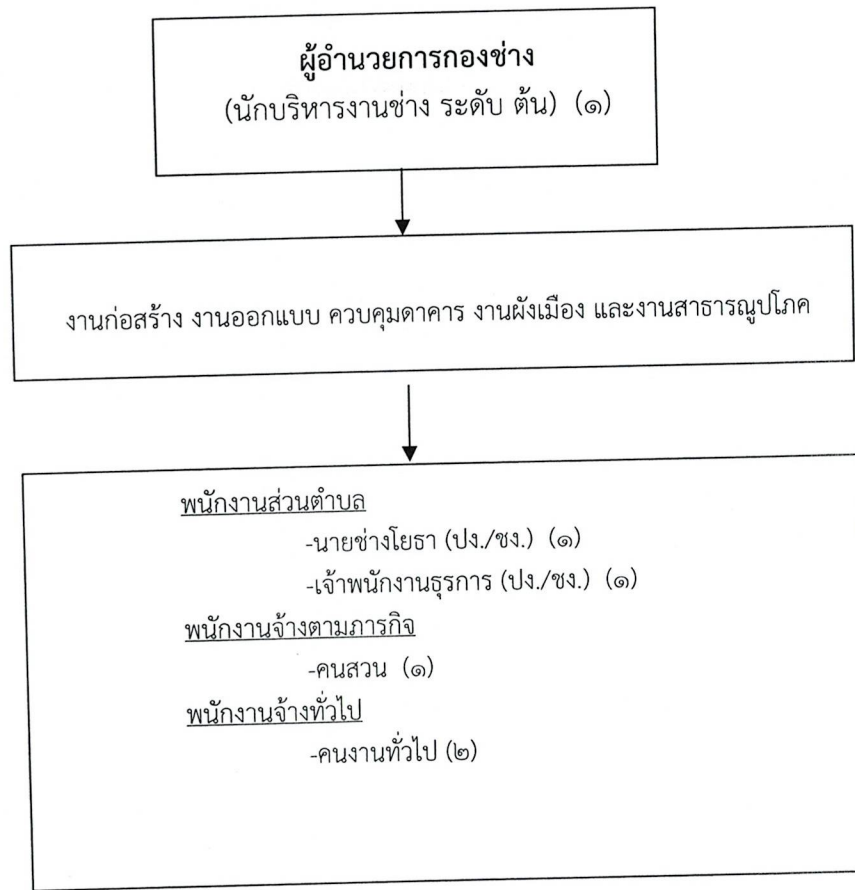 ผู้อำนวยการกองช่าง
(นักบริหารงานช่าง ระดับ ต้น) (๑)
งานก่อสร้าง งานออกแบบ ควบคุมดาคาร งานผังเมือง และงานสาธารณูปโภค
พนักงานส่วนตำบล
-นายช่างโยธา (ปง./ชง.) (๑)
-เจ้าพนักงานธุรการ (ปง./ชง.) (๑)
พนักงานจ้างตามภารกิจ
-คนสวน (๑)
พนักงานจ้างทั่วไป
-คนงานทั่วไป (๒)